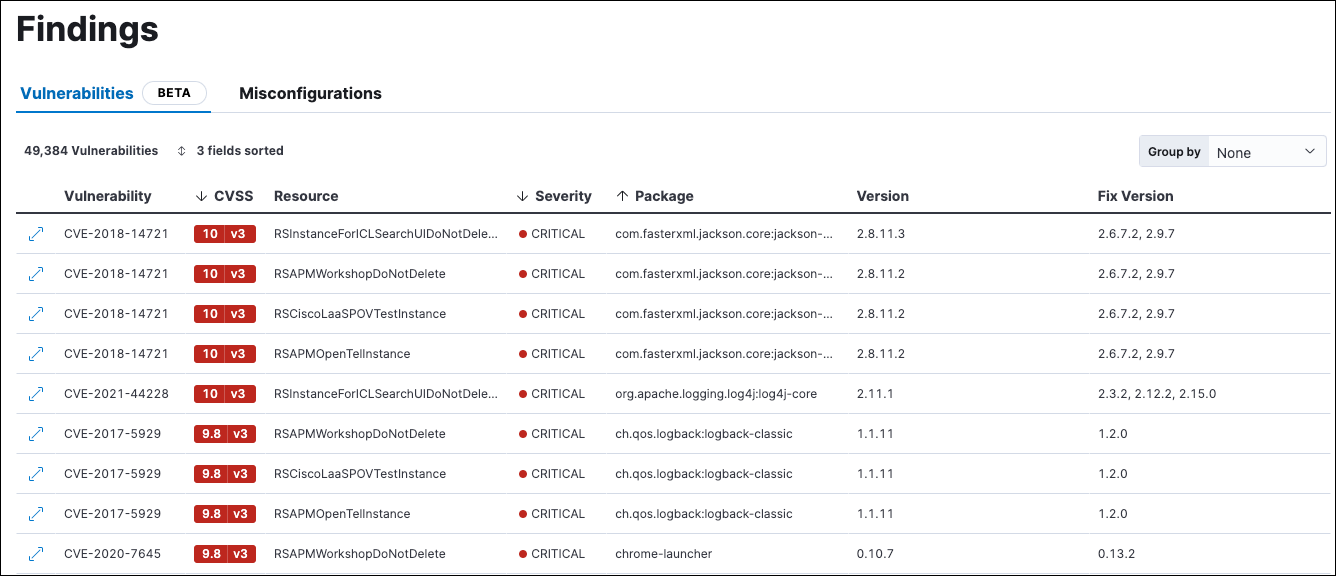 Findings
Vulnerabilities BETA Misconfigurations
49,384 Vulnerabilities 3 fields sorted Group by None
Vulnerability CVSS Resource Severity Package Version Fix Version
CVE-2018-14721 10 v3 RSInstanceForICLSearchUIDoNotDele... CRITICAL com.fasterxml.jackson.core:jackson-... 2.8.11.3 2.6.7.2, 2.9.7
CVE-2018-14721 10 v3 RSAPMWorkshopDoNotDelete CRITICAL com.fasterxml.jackson.core:jackson-... 2.8.11.2 2.6.7.2, 2.9.7
CVE-2018-14721 10 v3 RSCiscoLaaSPOVTestInstance CRITICAL com.fasterxml.jackson.core:jackson-... 2.8.11.2 2.6.7.2, 2.9.7
CVE-2018-14721 10 v3 RSAPMOpenTelInstance CRITICAL com.fasterxml.jackson.core:jackson-... 2.8.11.2 2.6.7.2, 2.9.7
CVE-2021-44228 10 v3 RSInstanceForICLSearchUIDoNotDele... CRITICAL org.apache.logging.log4j:log4j-core 2.11.1 2.3.2, 2.12.2, 2.15.0
CVE-2017-5929 9.8 v3 RSAPMWorkshopDoNotDelete CRITICAL ch.qos.logback:logback-classic 1.1.11 1.2.0
CVE-2017-5929 9.8 v3 RSCiscoLaaSPOVTestInstance CRITICAL ch.qos.logback:logback-classic 1.1.11 1.2.0
CVE-2017-5929 9.8 v3 RSAPMOpenTelInstance CRITICAL ch.qos.logback:logback-classic 1.1.11 1.2.0
CVE-2020-7645 9.8 v3 RSAPMWorkshopDoNotDelete CRITICAL chrome-launcher 0.10.7 0.13.2